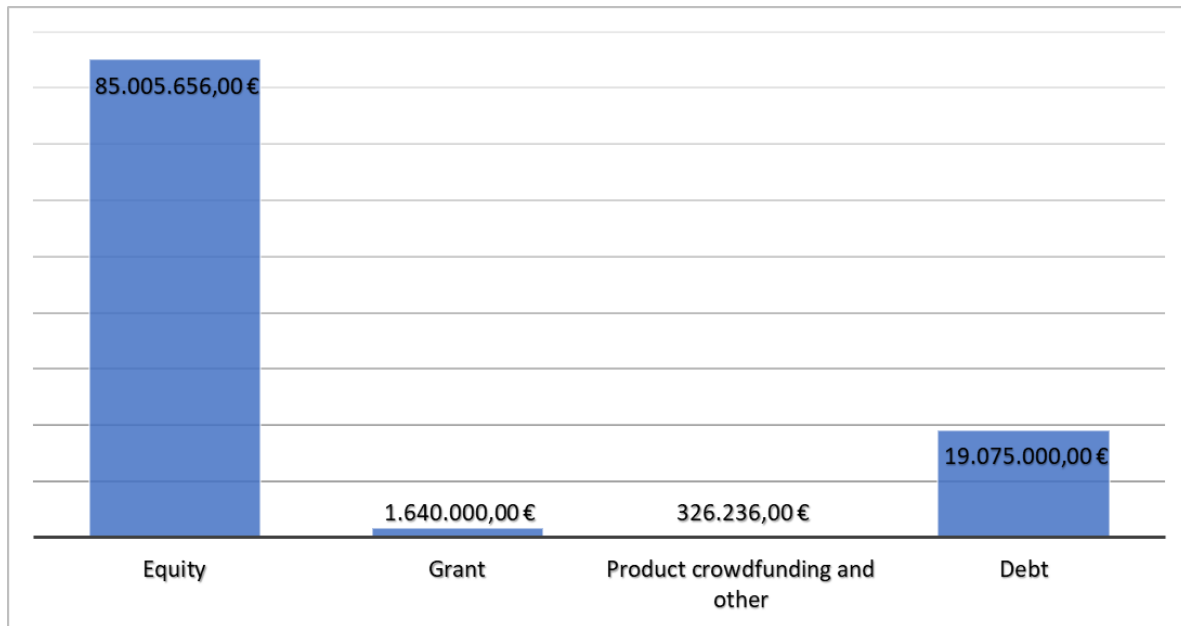 85.005.656,00 €
1.640.000,00 €
326.236,00 €
19.075.000,00 €
Equity
Grant
Product crowdfunding and
other
Debt